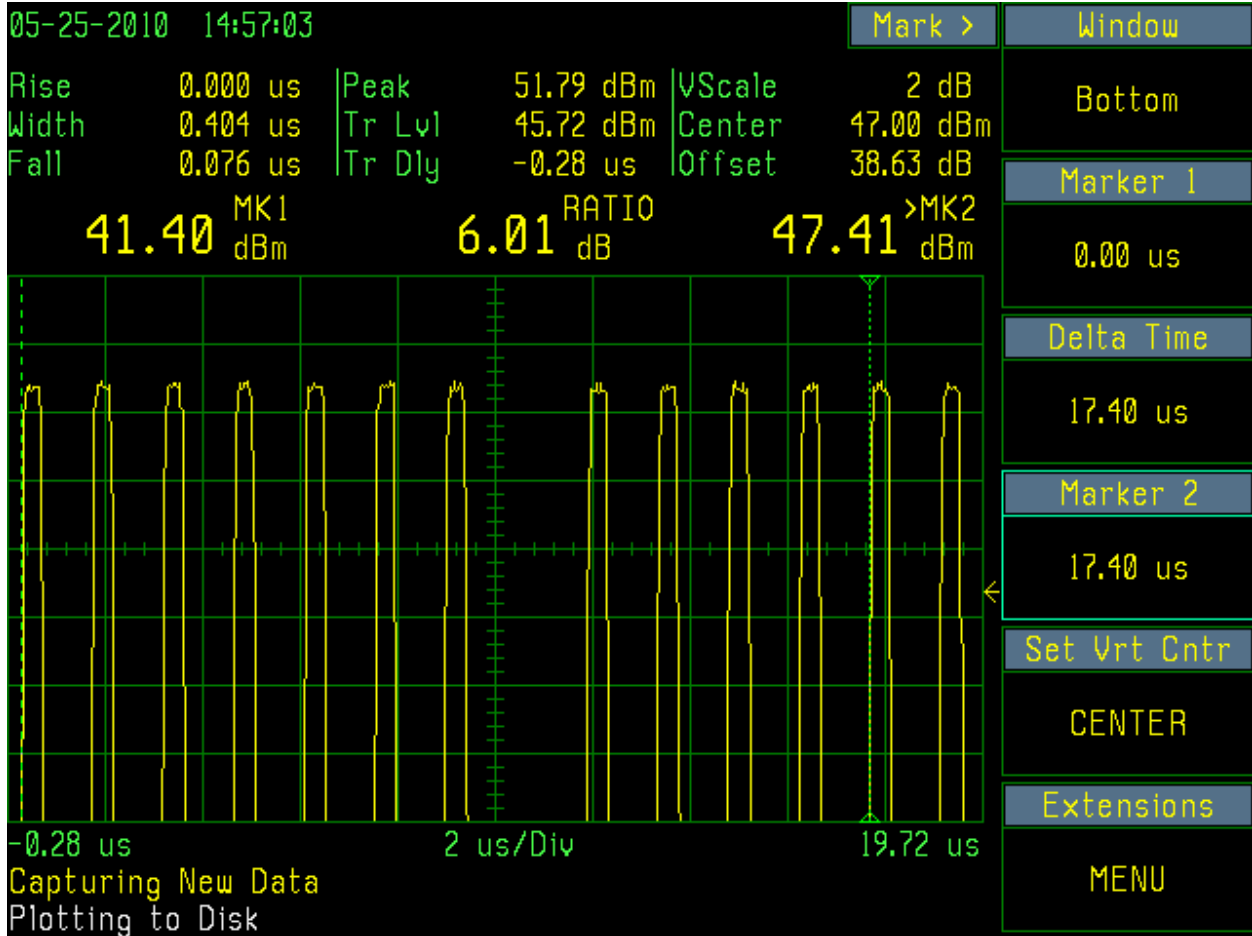 05-25-2010 14:57:03 Mark > Window
Rise 0.000 us Peak 51.79 dBm VScale 2 dB
Width 0.404 us Tr Lvl 45.72 dBm Center 47.00 dBm
Fall 0.076 us Tr Dly -0.28 us Offset 38.63 dB
Bottom
41.40 MK1 dBm 6.01 RATIO dB 47.41 >MK2 dBm
Marker 1
0.00 us
Delta Time
17.40 us
Marker 2
17.40 us
Set Vrt Cntr
CENTER
Extensions
MENU
-0.28 us 2 us/Div 19.72 us
Capturing New Data
Plotting to Disk